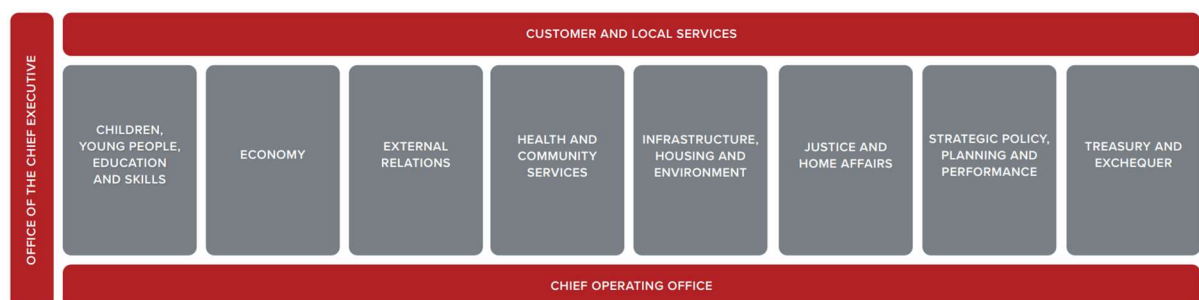 OFFICE OF THE CHIEF EXECUTIVE
CUSTOMER AND LOCAL SERVICES
CHILDREN,
YOUNG PEOPLE,
EDUCATION
AND SKILLS
ECONOMY
EXTERNAL
RELATIONS
HEALTH AND
COMMUNITY
SERVICES
INFRASTRUCTURE,
HOUSING AND
ENVIRONMENT
JUSTICE AND
HOME AFFAIRS
STRATEGIC POLICY,
PLANNING AND
PERFORMANCE
TREASURY AND
EXCHEQUER
CHIEF OPERATING OFFICE